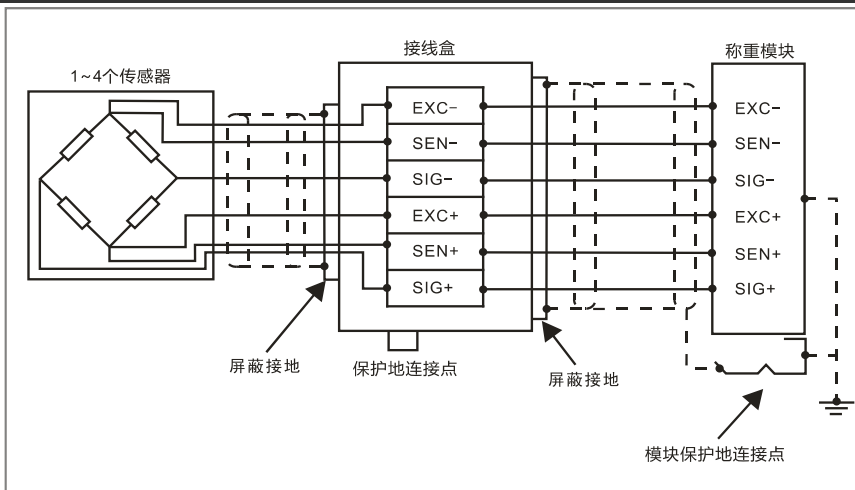 接线盒
称重模块
1~4个传感器
EXC−
SEN−
SIG−
EXC+
SEN+
SIG+
EXC−
SEN−
SIG−
EXC+
SEN+
SIG+
屏蔽接地
保护地连接点
屏蔽接地
模块保护地连接点